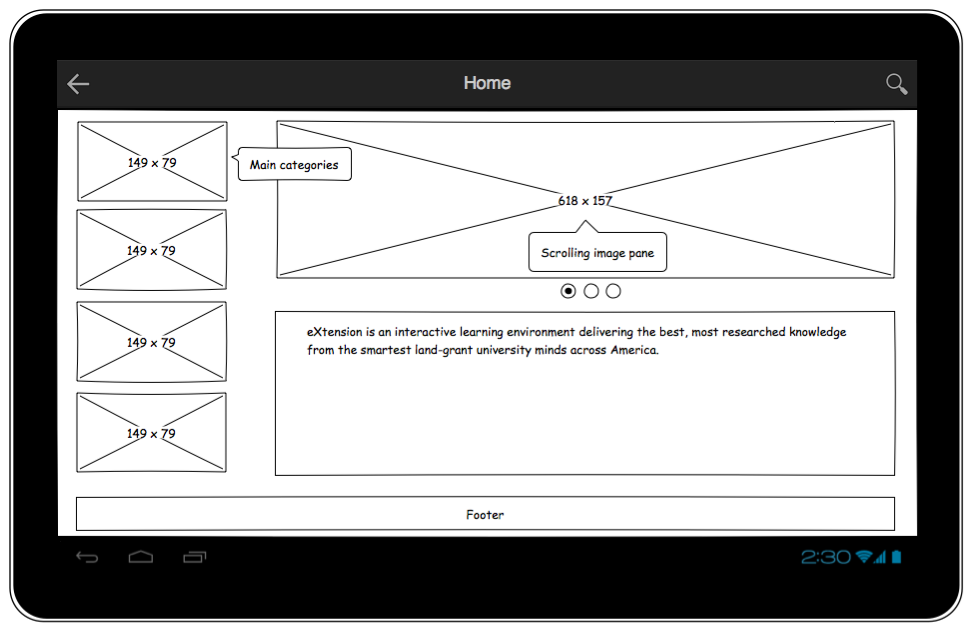 Home
149 x 79
Main categories
149 x 79
149 x 79
149 x 79
618 x 157
Scrolling image pane
eXtension is an interactive learning environment delivering the best, most researched knowledge
from the smartest land-grant university minds across America.
Footer
2:30